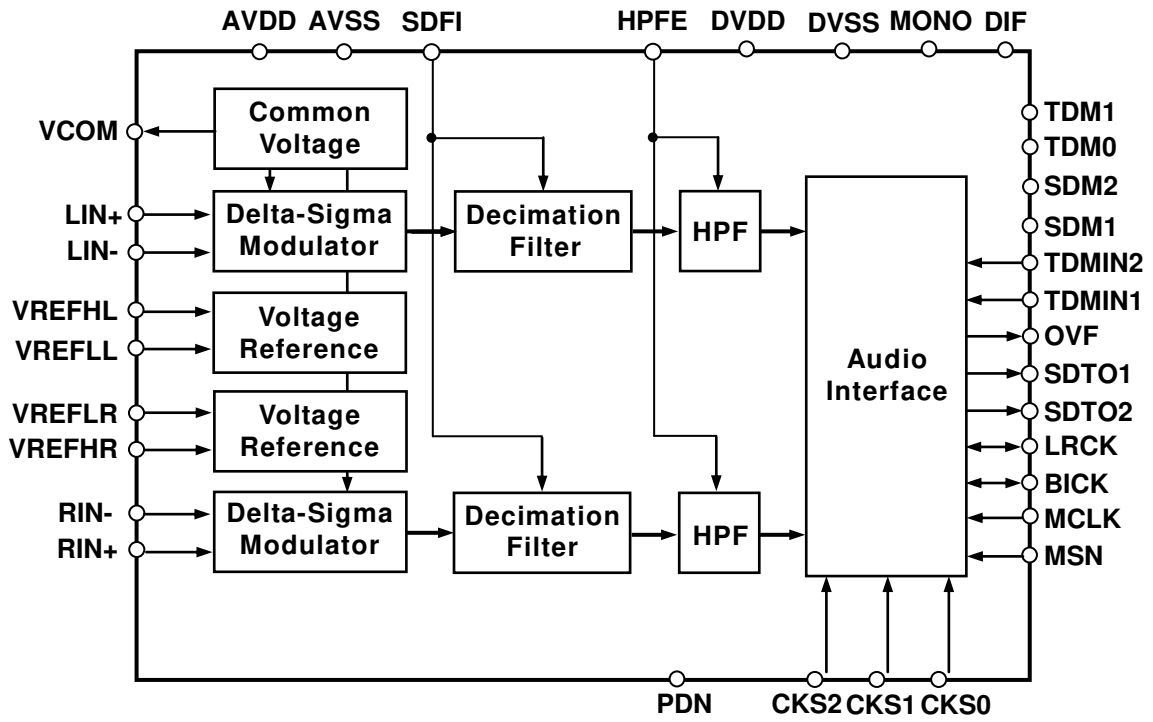 AVDD AVSS SDFI HPFE DVDD DVSS MONO DIF
VCOM
Common
Voltage
LIN+
LIN-
Delta-Sigma
Modulator
Decimation
Filter
HPF
VREFHL
VREFLL
Voltage
Reference
VREFLR
VREFHR
Voltage
Reference
RIN-
RIN+
Delta-Sigma
Modulator
Decimation
Filter
HPF
Audio
Interface
TDM1
TDM0
SDM2
SDM1
TDMIN2
TDMIN1
OVF
SDTO1
SDTO2
LRCK
BICK
MCLK
MSN
PDN CKS2 CKS1 CKS0